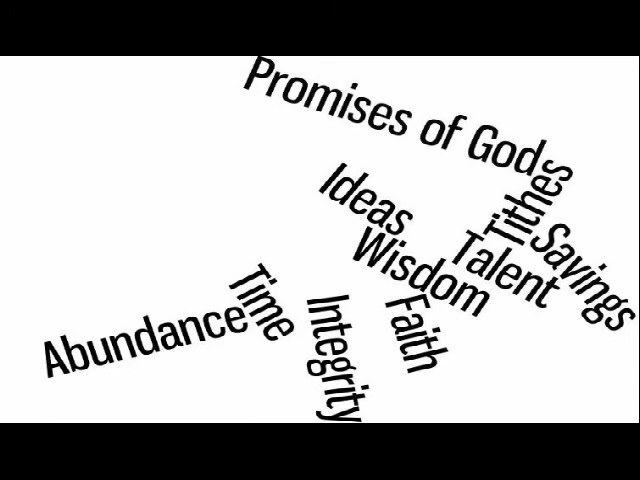 Promises of God
Tithes
Ideas
Savings
Talent
Wisdom
Time
Faith
Integrity
Abundance